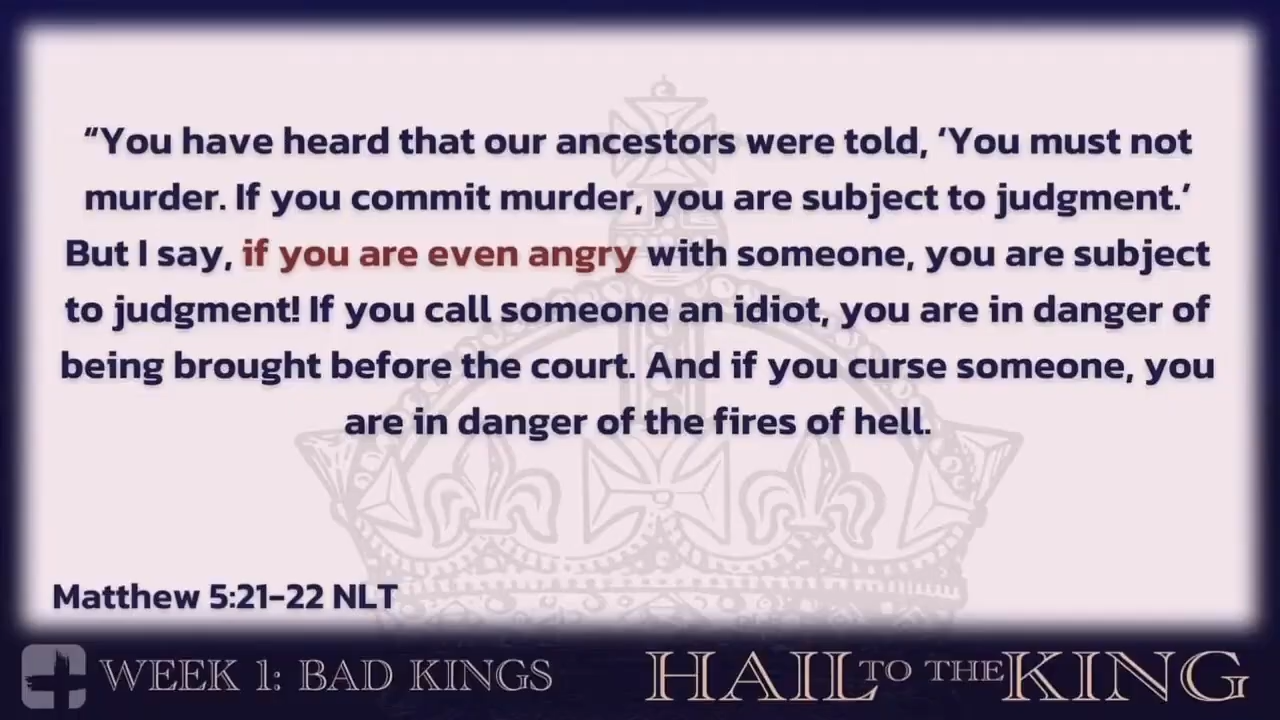 “You have heard that our ancestors were told, ‘You must not
murder. If you commit murder, you are subject to judgment.’
But I say, if you are even angry with someone, you are subject
to judgment! If you call someone an idiot, you are in danger of
being brought before the court. And if you curse someone, you
are in danger of the fires of hell.
Matthew 5:21–22 NLT
WEEK 1: BAD KINGS
HAIL TO THE KING